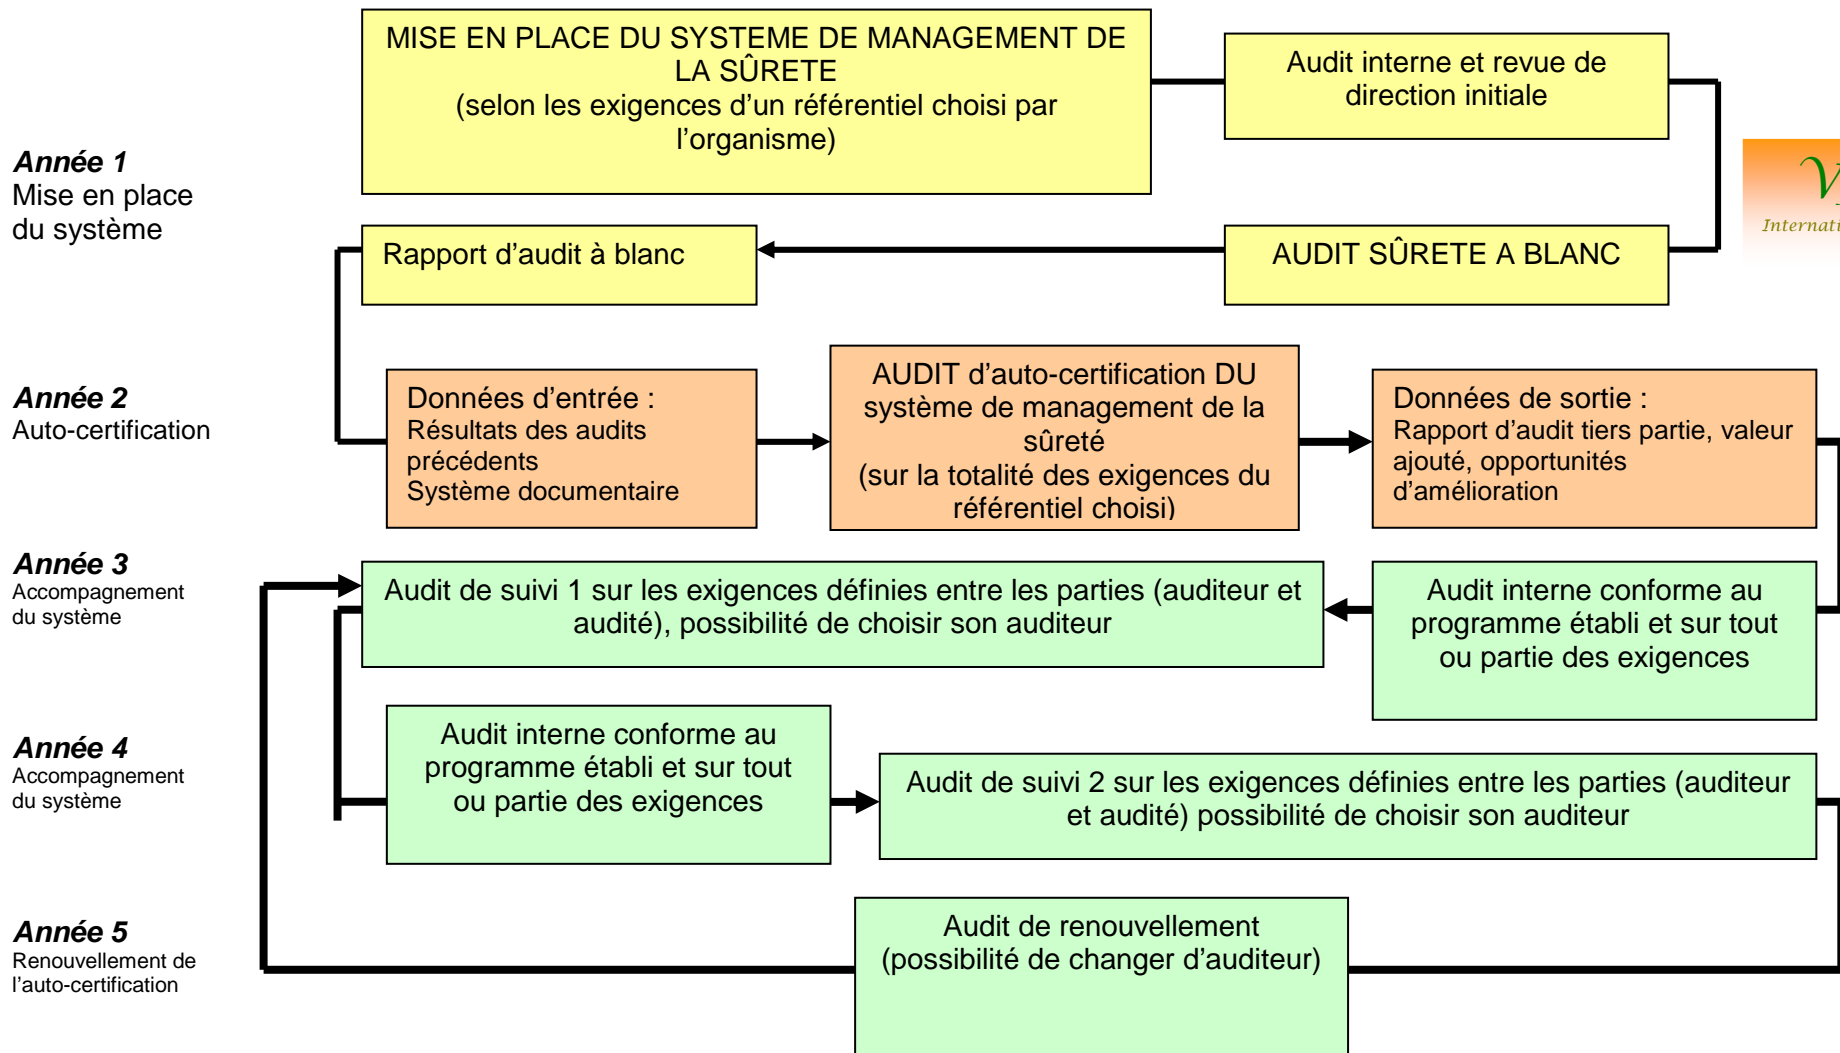 MISE EN PLACE DU SYSTEME DE MANAGEMENT DE
LA SÛRETE
(selon les exigences d’un référentiel choisi par
l’organisme)
Audit interne et revue de
direction initiale
Année 1
Mise en place
du système
Rapport d’audit à blanc
AUDIT SÛRETE A BLANC
Année 2
Auto-certification
Données d’entrée :
Résultats des audits
précédents
Système documentaire
AUDIT d’auto-certification DU
système de management de la
sûreté
(sur la totalité des exigences du
référentiel choisi)
Données de sortie :
Rapport d’audit tiers partie, valeur
ajouté, opportunités
d’amélioration
Année 3
Accompagnement
du système
Audit de suivi 1 sur les exigences définies entre les parties (auditeur et
audité), possibilité de choisir son auditeur
Audit interne conforme au
programme établi et sur tout
ou partie des exigences
Année 4
Accompagnement
du système
Audit interne conforme au
programme établi et sur tout
ou partie des exigences
Audit de suivi 2 sur les exigences définies entre les parties (auditeur
et audité) possibilité de choisir son auditeur
Année 5
Renouvellement de
l’auto-certification
Audit de renouvellement
(possibilité de changer d’auditeur)